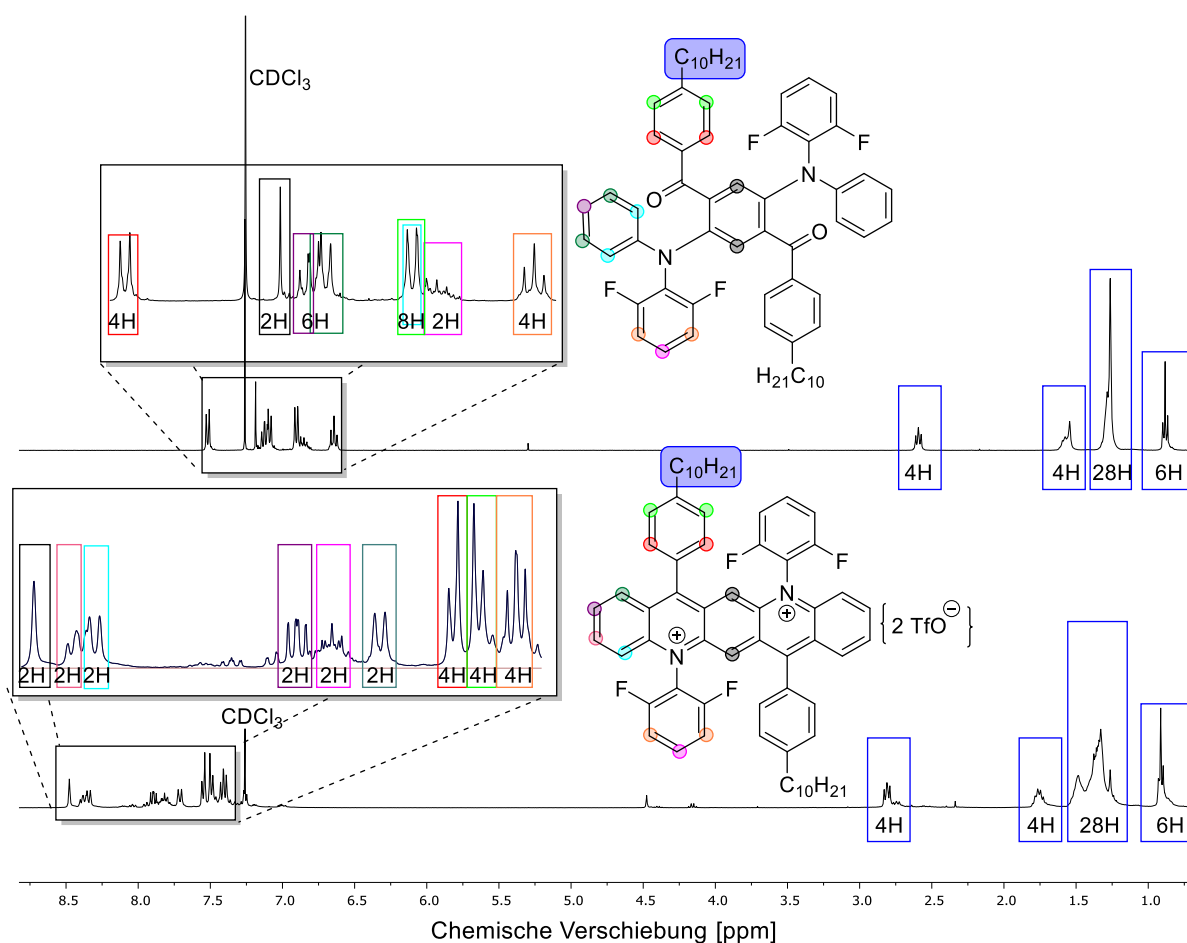 C₁₀H₂₁
CDCl₃
F
F
N
O
O
N
F
F
H₂₁C₁₀
4H
2H
6H
8H
2H
4H
4H
4H
28H
6H
C₁₀H₂₁
F
F
N
+
+
N
{2 TfO⊖}
F
F
C₁₀H₂₁
2H
2H
2H
2H
2H
2H
4H
4H
4H
CDCl₃
4H
4H
28H
6H
8.5 8.0 7.5 7.0 6.5 6.0 5.5 5.0 4.5 4.0 3.5 3.0 2.5 2.0 1.5 1.0
Chemische Verschiebung [ppm]